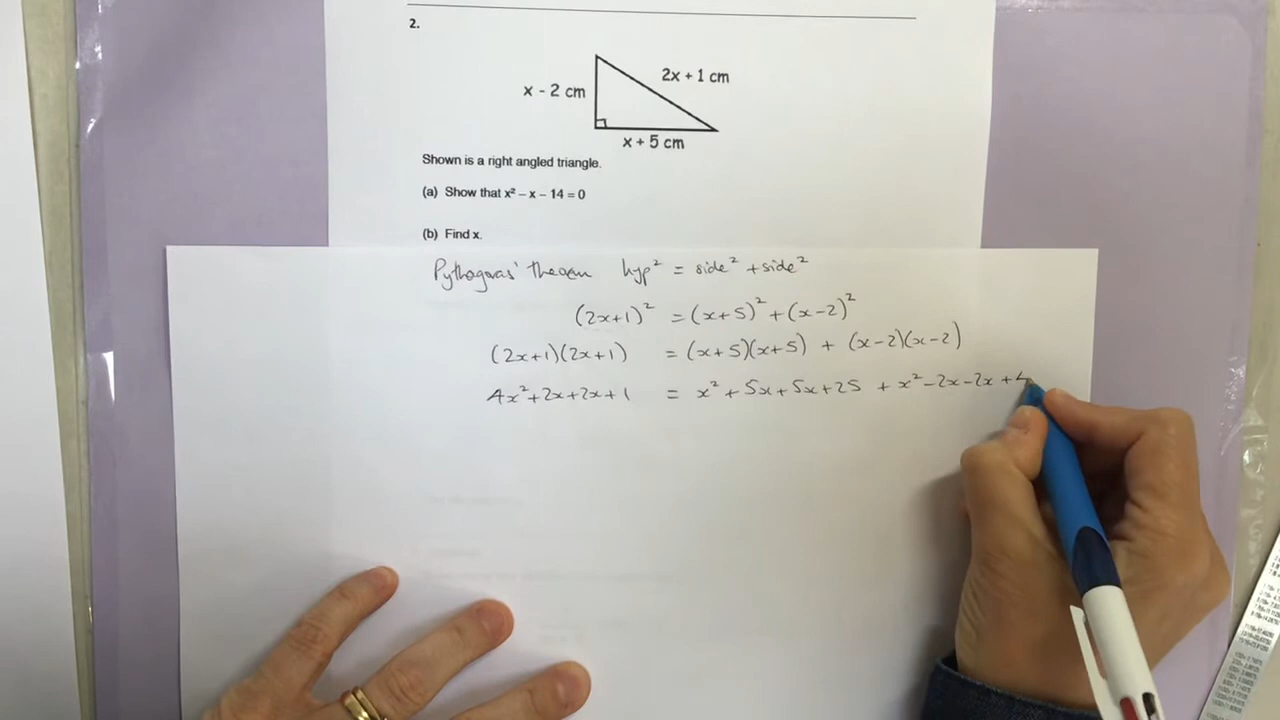 2.
x - 2 cm
2x + 1 cm
x + 5 cm
Shown is a right angled triangle.
(a) Show that x² – x – 14 = 0
(b) Find x.
Pythagoras' theorem hyp² = side² + side²
(2x+1)² = (x+5)² + (x-2)²
(2x+1)(2x+1) = (x+5)(x+5) + (x-2)(x-2)
4x²+2x+2x+1 = x² + 5x+5x+25 + x²-2x-2x+4